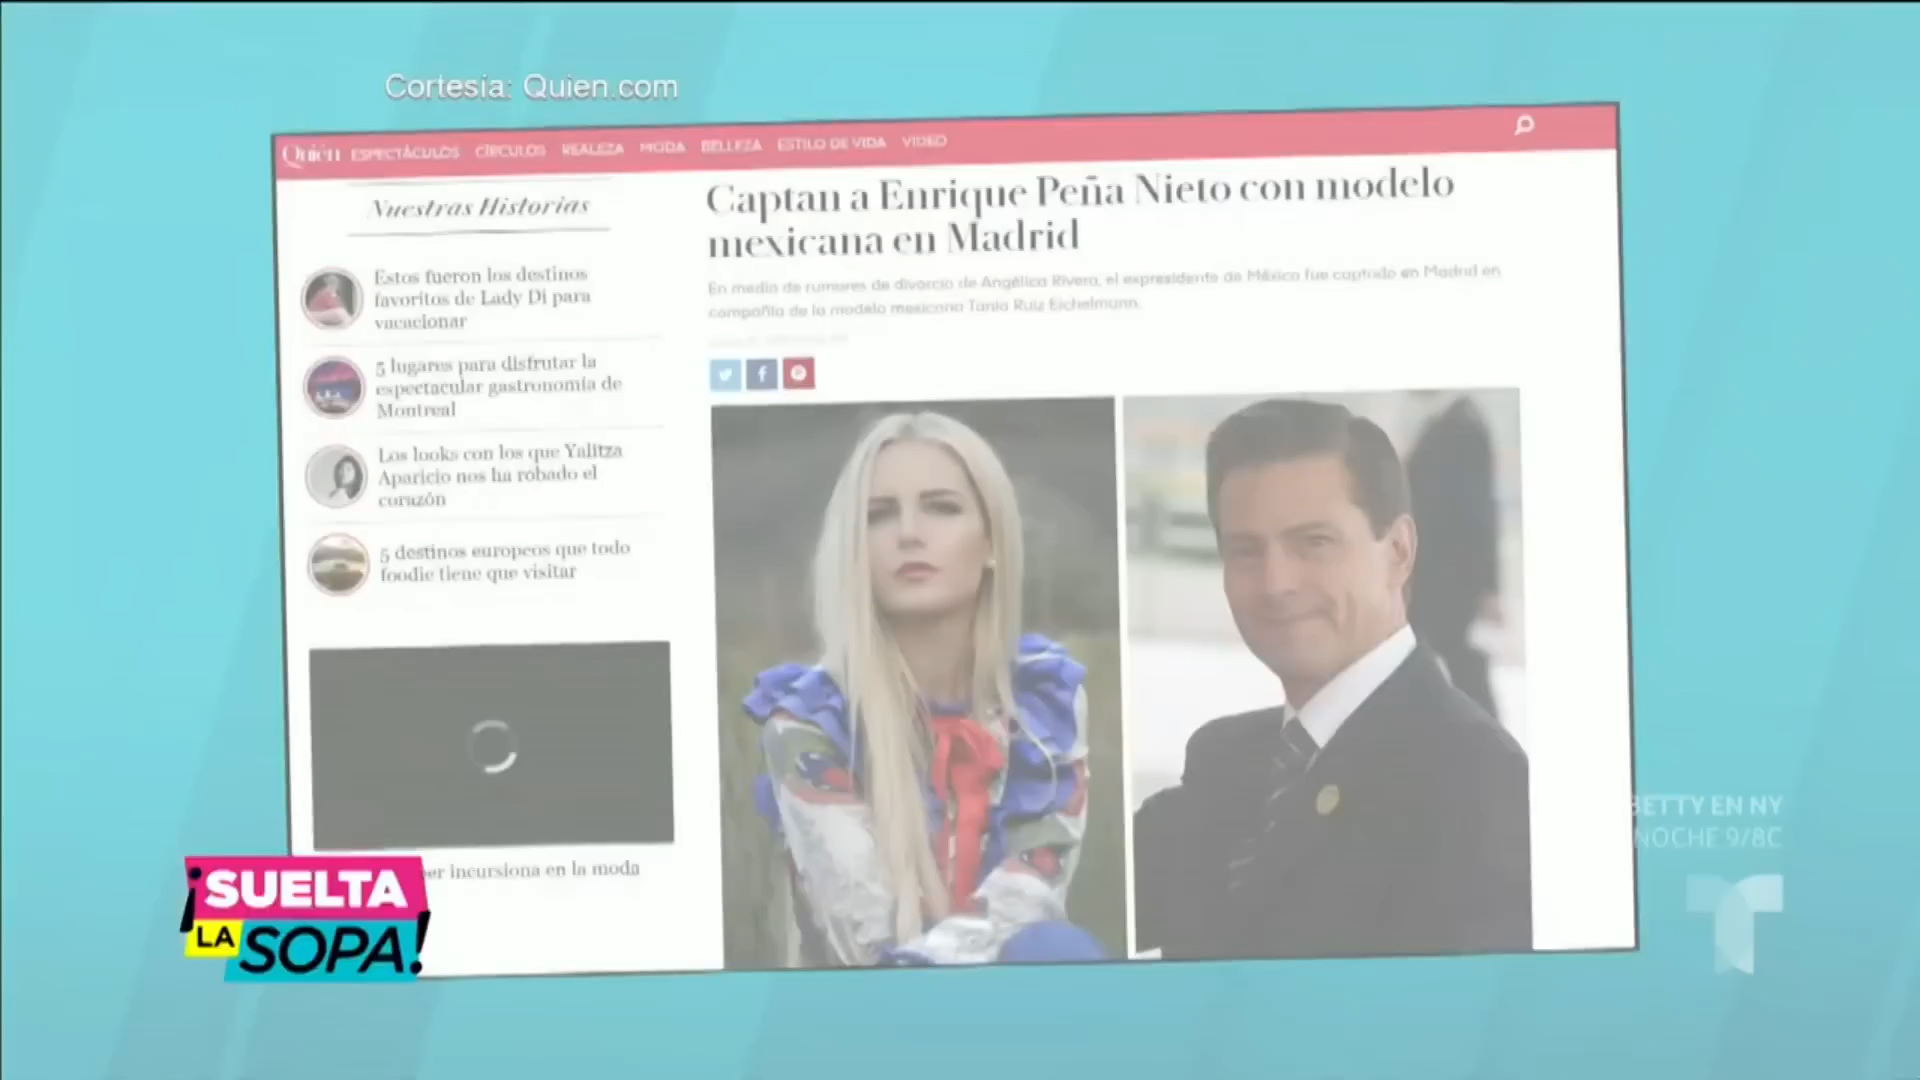 Cortesia: Quien.com
Quién ESPECTÁCULOS CÍRCULOS REALEZA MODA BELLEZA ESTILO DE VIDA VIDEO
Nuestras Historias
Estos fueron los destinos
favoritos de Lady Di para
vacacionar
5 lugares para disfrutar la
espectacular gastronomía de
Montreal
Los looks con los que Yalitza
Aparicio nos ha robado el
corazón
5 destinos europeos que todo
foodie tiene que visitar
per incursiona en la moda
Captan a Enrique Peña Nieto con modelo
mexicana en Madrid
En medio de rumores de divorcio de Angélica Rivera, el expresidente de México fue captado en Madrid en
compañía de la modelo mexicana Tania Ruiz Eichelmann.
¡SUELTA
LA SOPA!
BETTY EN NY
NOCHE 9/8C